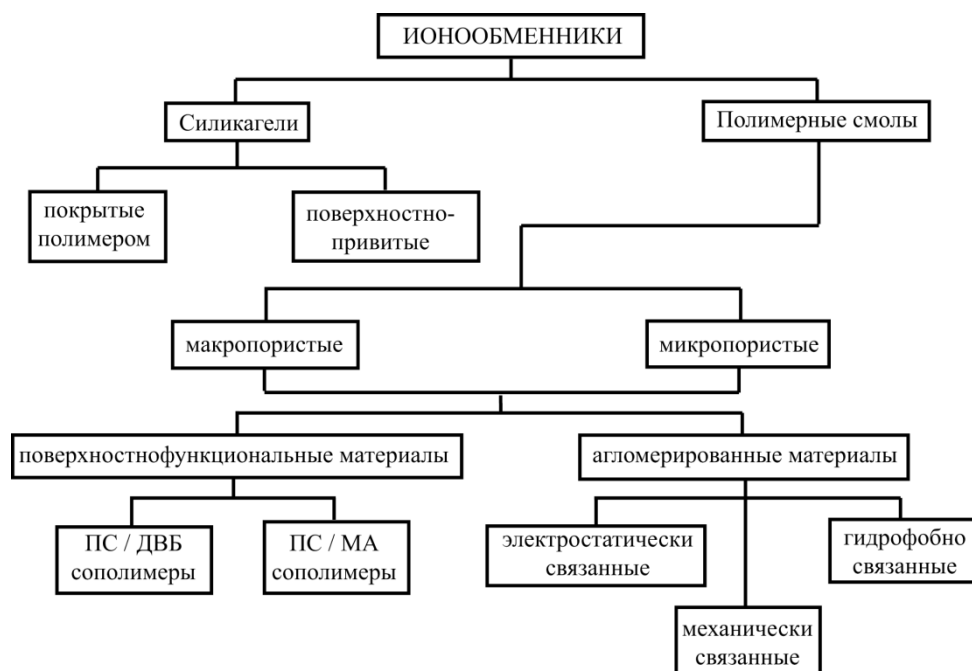 ИОНООБМЕННИКИ
Силикагели
Полимерные смолы
покрытые
полимером
поверхностно-
привитые
макропористые
микропористые
поверхностнофункциональные материалы
агломерированные материалы
ПС / ДВБ
сополимеры
ПС / МА
сополимеры
электростатически
связанные
гидрофобно
связанные
механически
связанные